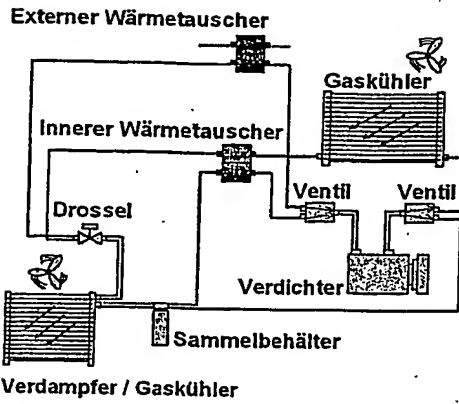 Externer Wärmetauscher
Gaskühler
Innerer Wärmetauscher
Ventil
Ventil
Drossel
Verdichter
Sammelbehälter
Verdampfer / Gaskühler